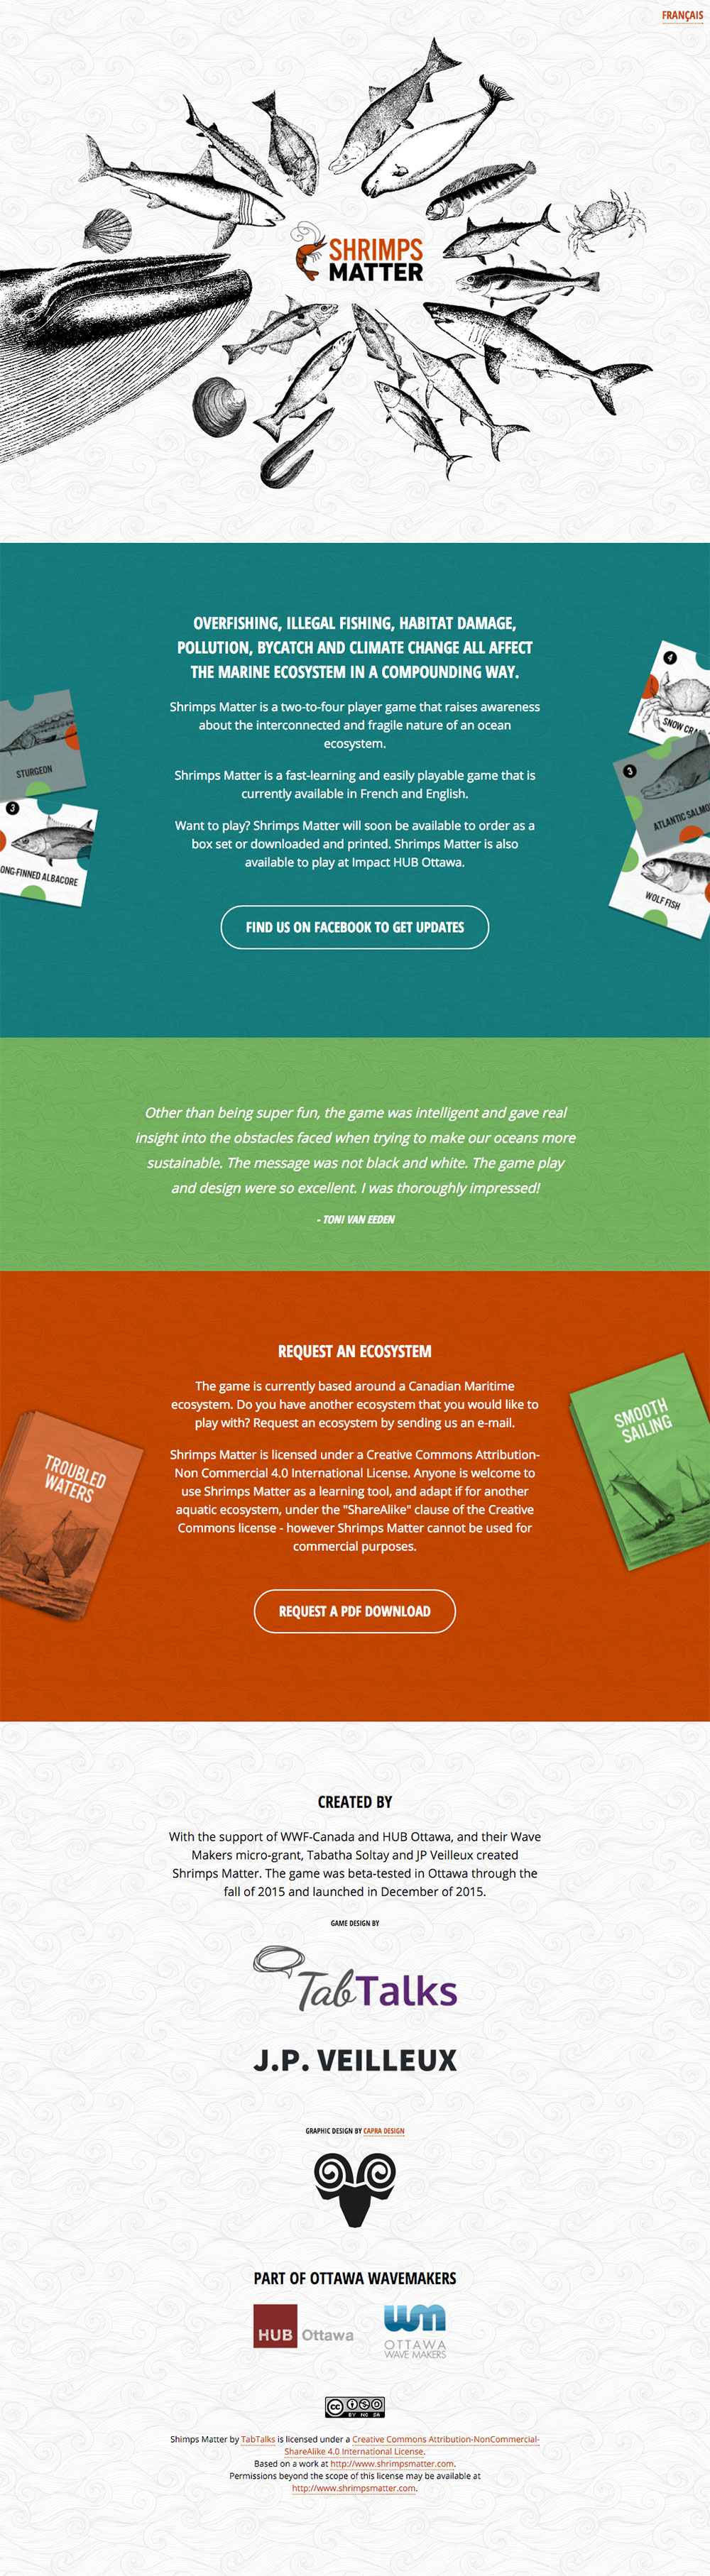 FRANÇAIS
SHRIMPS
MATTER
OVERFISHING, ILLEGAL FISHING, HABITAT DAMAGE,
POLLUTION, BYCATCH AND CLIMATE CHANGE ALL AFFECT
THE MARINE ECOSYSTEM IN A COMPOUNDING WAY.
Shrimps Matter is a two-to-four player game that raises awareness
about the interconnected and fragile nature of an ocean
ecosystem.
Shrimps Matter is a fast-learning and easily playable game that is
currently available in French and English.
Want to play? Shrimps Matter will soon be available to order as a
box set or downloaded and printed. Shrimps Matter is also
available to play at Impact HUB Ottawa.
FIND US ON FACEBOOK TO GET UPDATES
STURGEON
3
ONG-FINNED ALBACORE
4
SNOW CRA
3
ATLANTIC SALMO
WOLF FISH
Other than being super fun, the game was intelligent and gave real
insight into the obstacles faced when trying to make our oceans more
sustainable. The message was not black and white. The game play
and design were so excellent. I was thoroughly impressed!
- TONI VAN EEDEN
REQUEST AN ECOSYSTEM
The game is currently based around a Canadian Maritime
ecosystem. Do you have another ecosystem that you would like to
play with? Request an ecosystem by sending us an e-mail.
Shrimps Matter is licensed under a Creative Commons Attribution-
Non Commercial 4.0 International License. Anyone is welcome to
use Shrimps Matter as a learning tool, and adapt if for another
aquatic ecosystem, under the "ShareAlike" clause of the Creative
Commons license - however Shrimps Matter cannot be used for
commercial purposes.
REQUEST A PDF DOWNLOAD
TROUBLED
WATERS
SMOOTH
SAILING
CREATED BY
With the support of WWF-Canada and HUB Ottawa, and their Wave
Makers micro-grant, Tabatha Soltay and JP Veilleux created
Shrimps Matter. The game was beta-tested in Ottawa through the
fall of 2015 and launched in December of 2015.
GAME DESIGN BY
TabTalks
J.P. VEILLEUX
GRAPHIC DESIGN BY CAPRA DESIGN
PART OF OTTAWA WAVEMAKERS
HUB Ottawa
wm
OTTAWA
WAVE MAKERS
cc
BY NC SA
Shimps Matter by TabTalks is licensed under a Creative Commons Attribution-NonCommercial-
ShareAlike 4.0 International License.
Based on a work at http://www.shrimpsmatter.com.
Permissions beyond the scope of this license may be available at
http://www.shrimpsmatter.com.